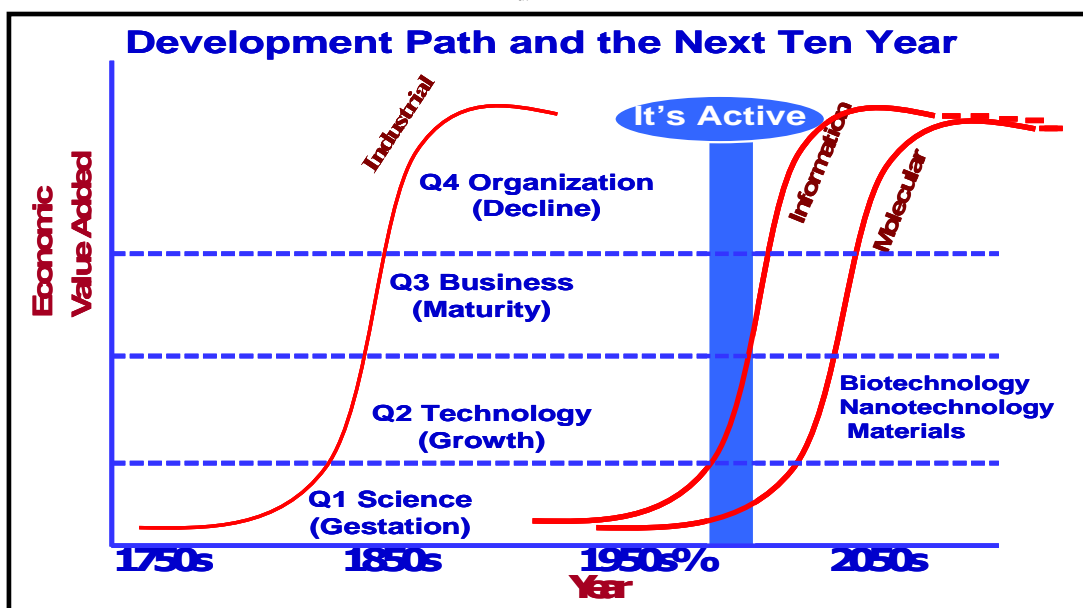 Development Path and the Next Ten Year
Industrial
It's Active
Information
Molecular
Q4 Organization
(Decline)
Economic
Value Added
Q3 Business
(Maturity)
Q2 Technology
(Growth)
Biotechnology
Nanotechnology
Materials
Q1 Science
(Gestation)
1750s 1850s 1950s% 2050s
Year